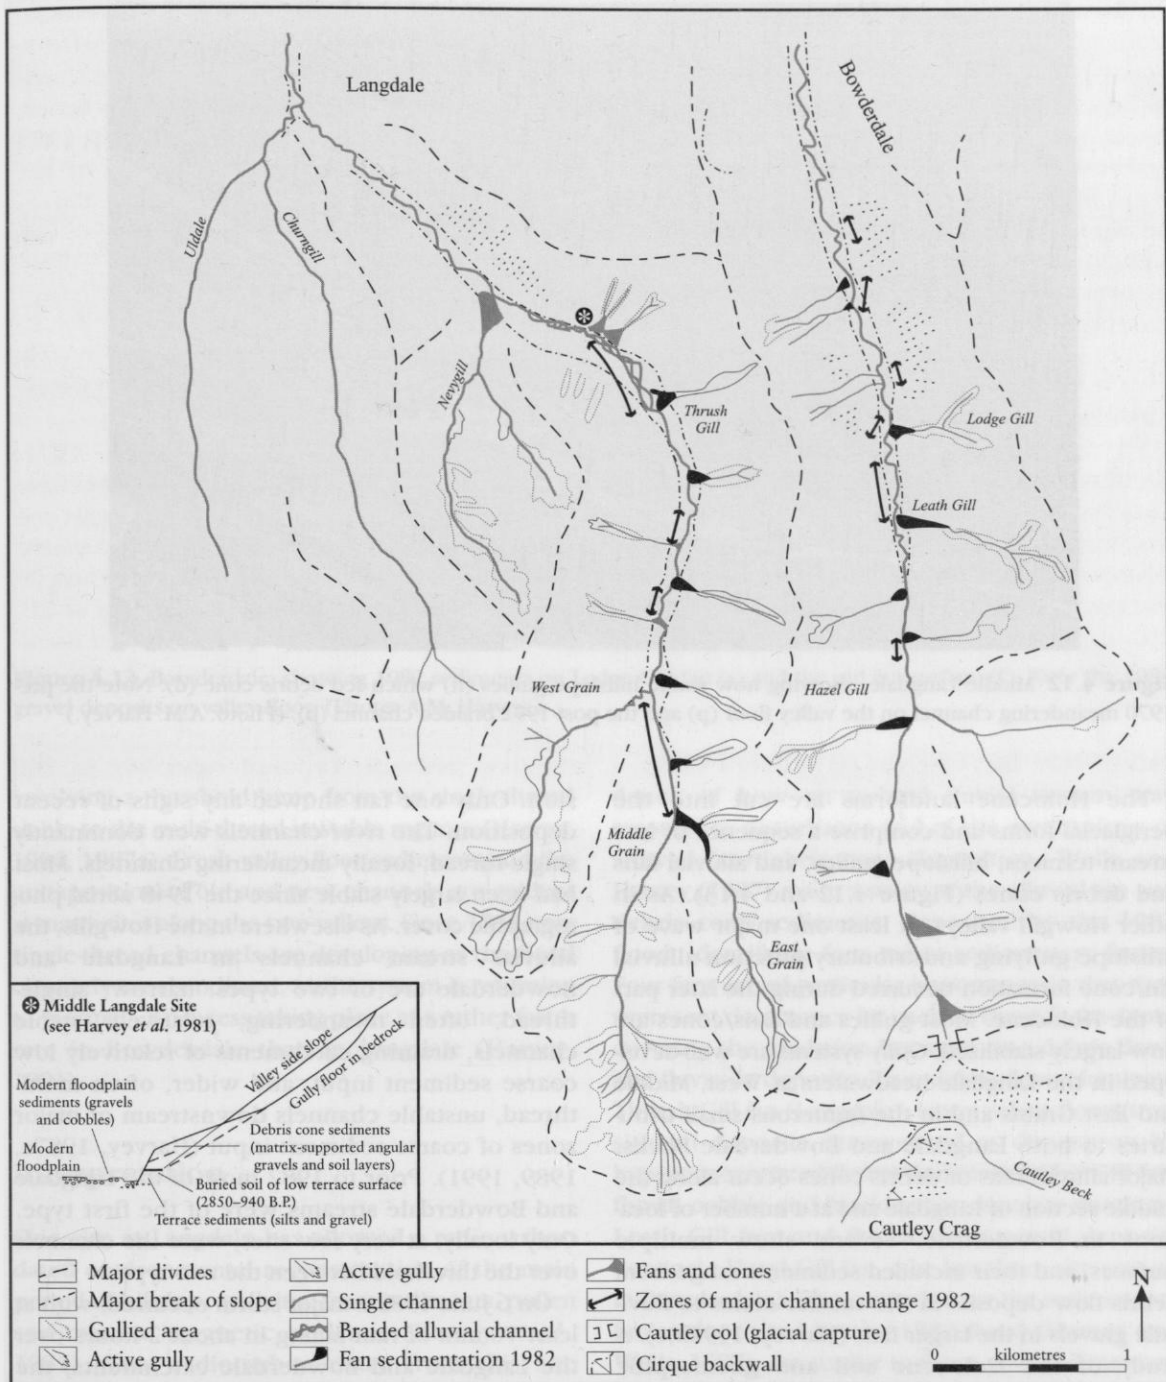 Langdale
Bowderdale
Uldale
Churngill
Nevygill
Thrush
Gill
Lodge Gill
Leath Gill
West Grain
Hazel Gill
Middle
Grain
East
Grain
Cautley Beck
Cautley Crag
Middle Langdale Site
(see Harvey et al. 1981)
Valley side slope
Gully floor in bedrock
Modern floodplain
sediments (gravels
and cobbles)
Debris cone sediments
(matrix-supported angular
gravels and soil layers)
Modern
floodplain
Buried soil of low terrace surface
(2850–940 B.P.)
Terrace sediments (silts and gravel)
Major divides
Major break of slope
Gullied area
Active gully
Active gully
Single channel
Braided alluvial channel
Fan sedimentation 1982
Fans and cones
Zones of major channel change 1982
Cautley col (glacial capture)
Cirque backwall
N
0 kilometres 1